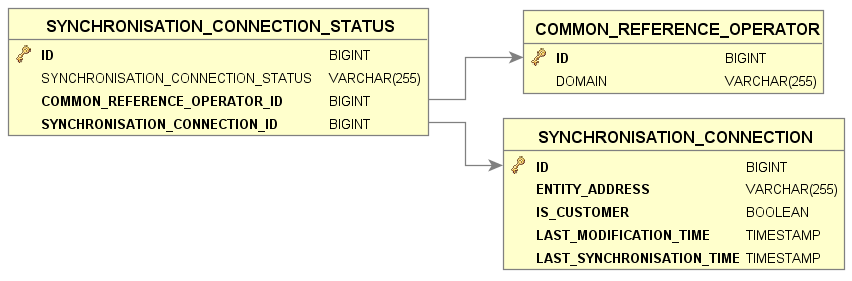 SYNCHRONISATION_CONNECTION_STATUS
ID BIGINT
SYNCHRONISATION_CONNECTION_STATUS VARCHAR(255)
COMMON_REFERENCE_OPERATOR_ID BIGINT
SYNCHRONISATION_CONNECTION_ID BIGINT
COMMON_REFERENCE_OPERATOR
ID BIGINT
DOMAIN VARCHAR(255)
SYNCHRONISATION_CONNECTION
ID BIGINT
ENTITY_ADDRESS VARCHAR(255)
IS_CUSTOMER BOOLEAN
LAST_MODIFICATION_TIME TIMESTAMP
LAST_SYNCHRONISATION_TIME TIMESTAMP